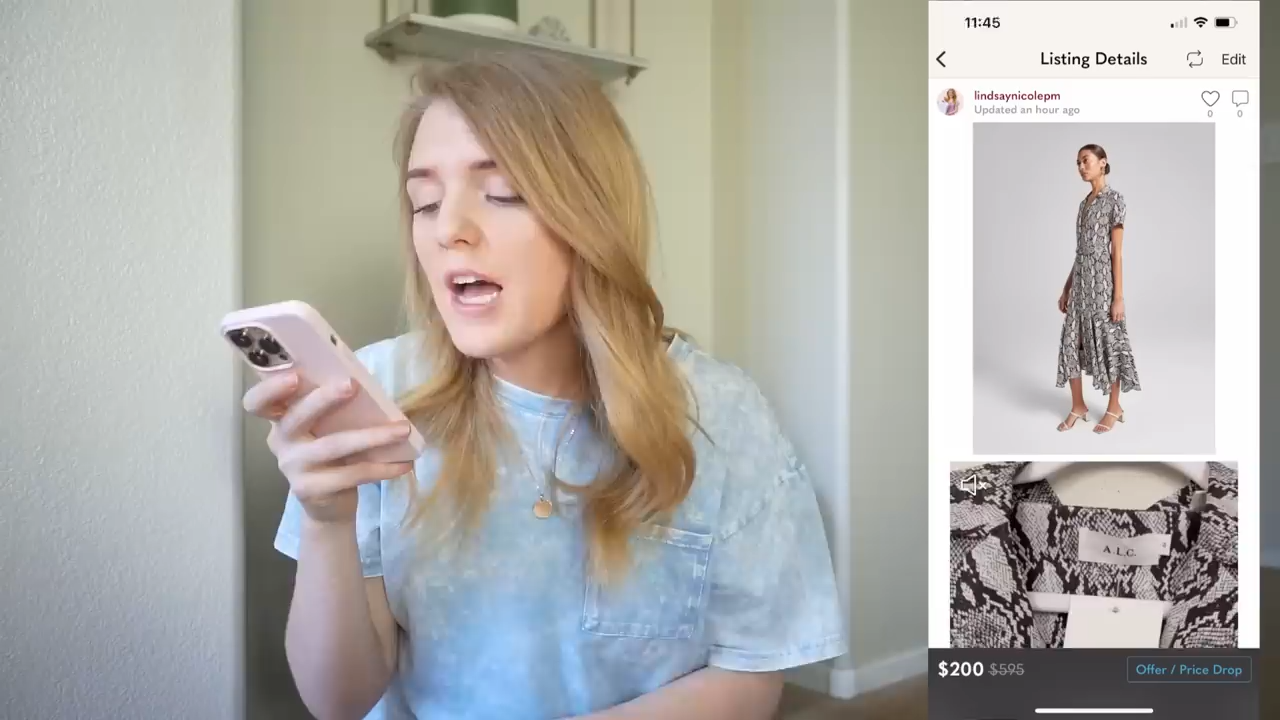 11:45
Listing Details
Edit
lindsaynicolepm
Updated an hour ago
0
0
A.L.C.
$200 $595
Offer / Price Drop